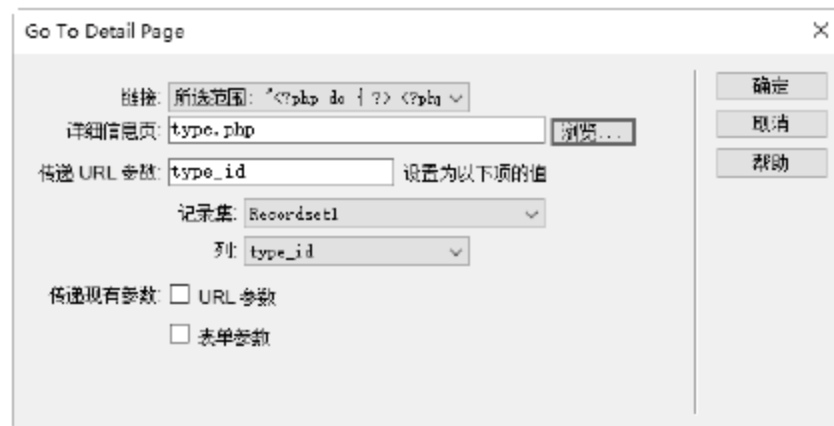 Go To Detail Page
链接: 所选范围: "<?php do { ?> <?php
确定
详细信息页: type.php 浏览...
取消
传递 URL 参数: type_id 设置为以下项的值
帮助
记录集: Recordset1
列: type_id
传递现有参数: URL 参数
表单参数